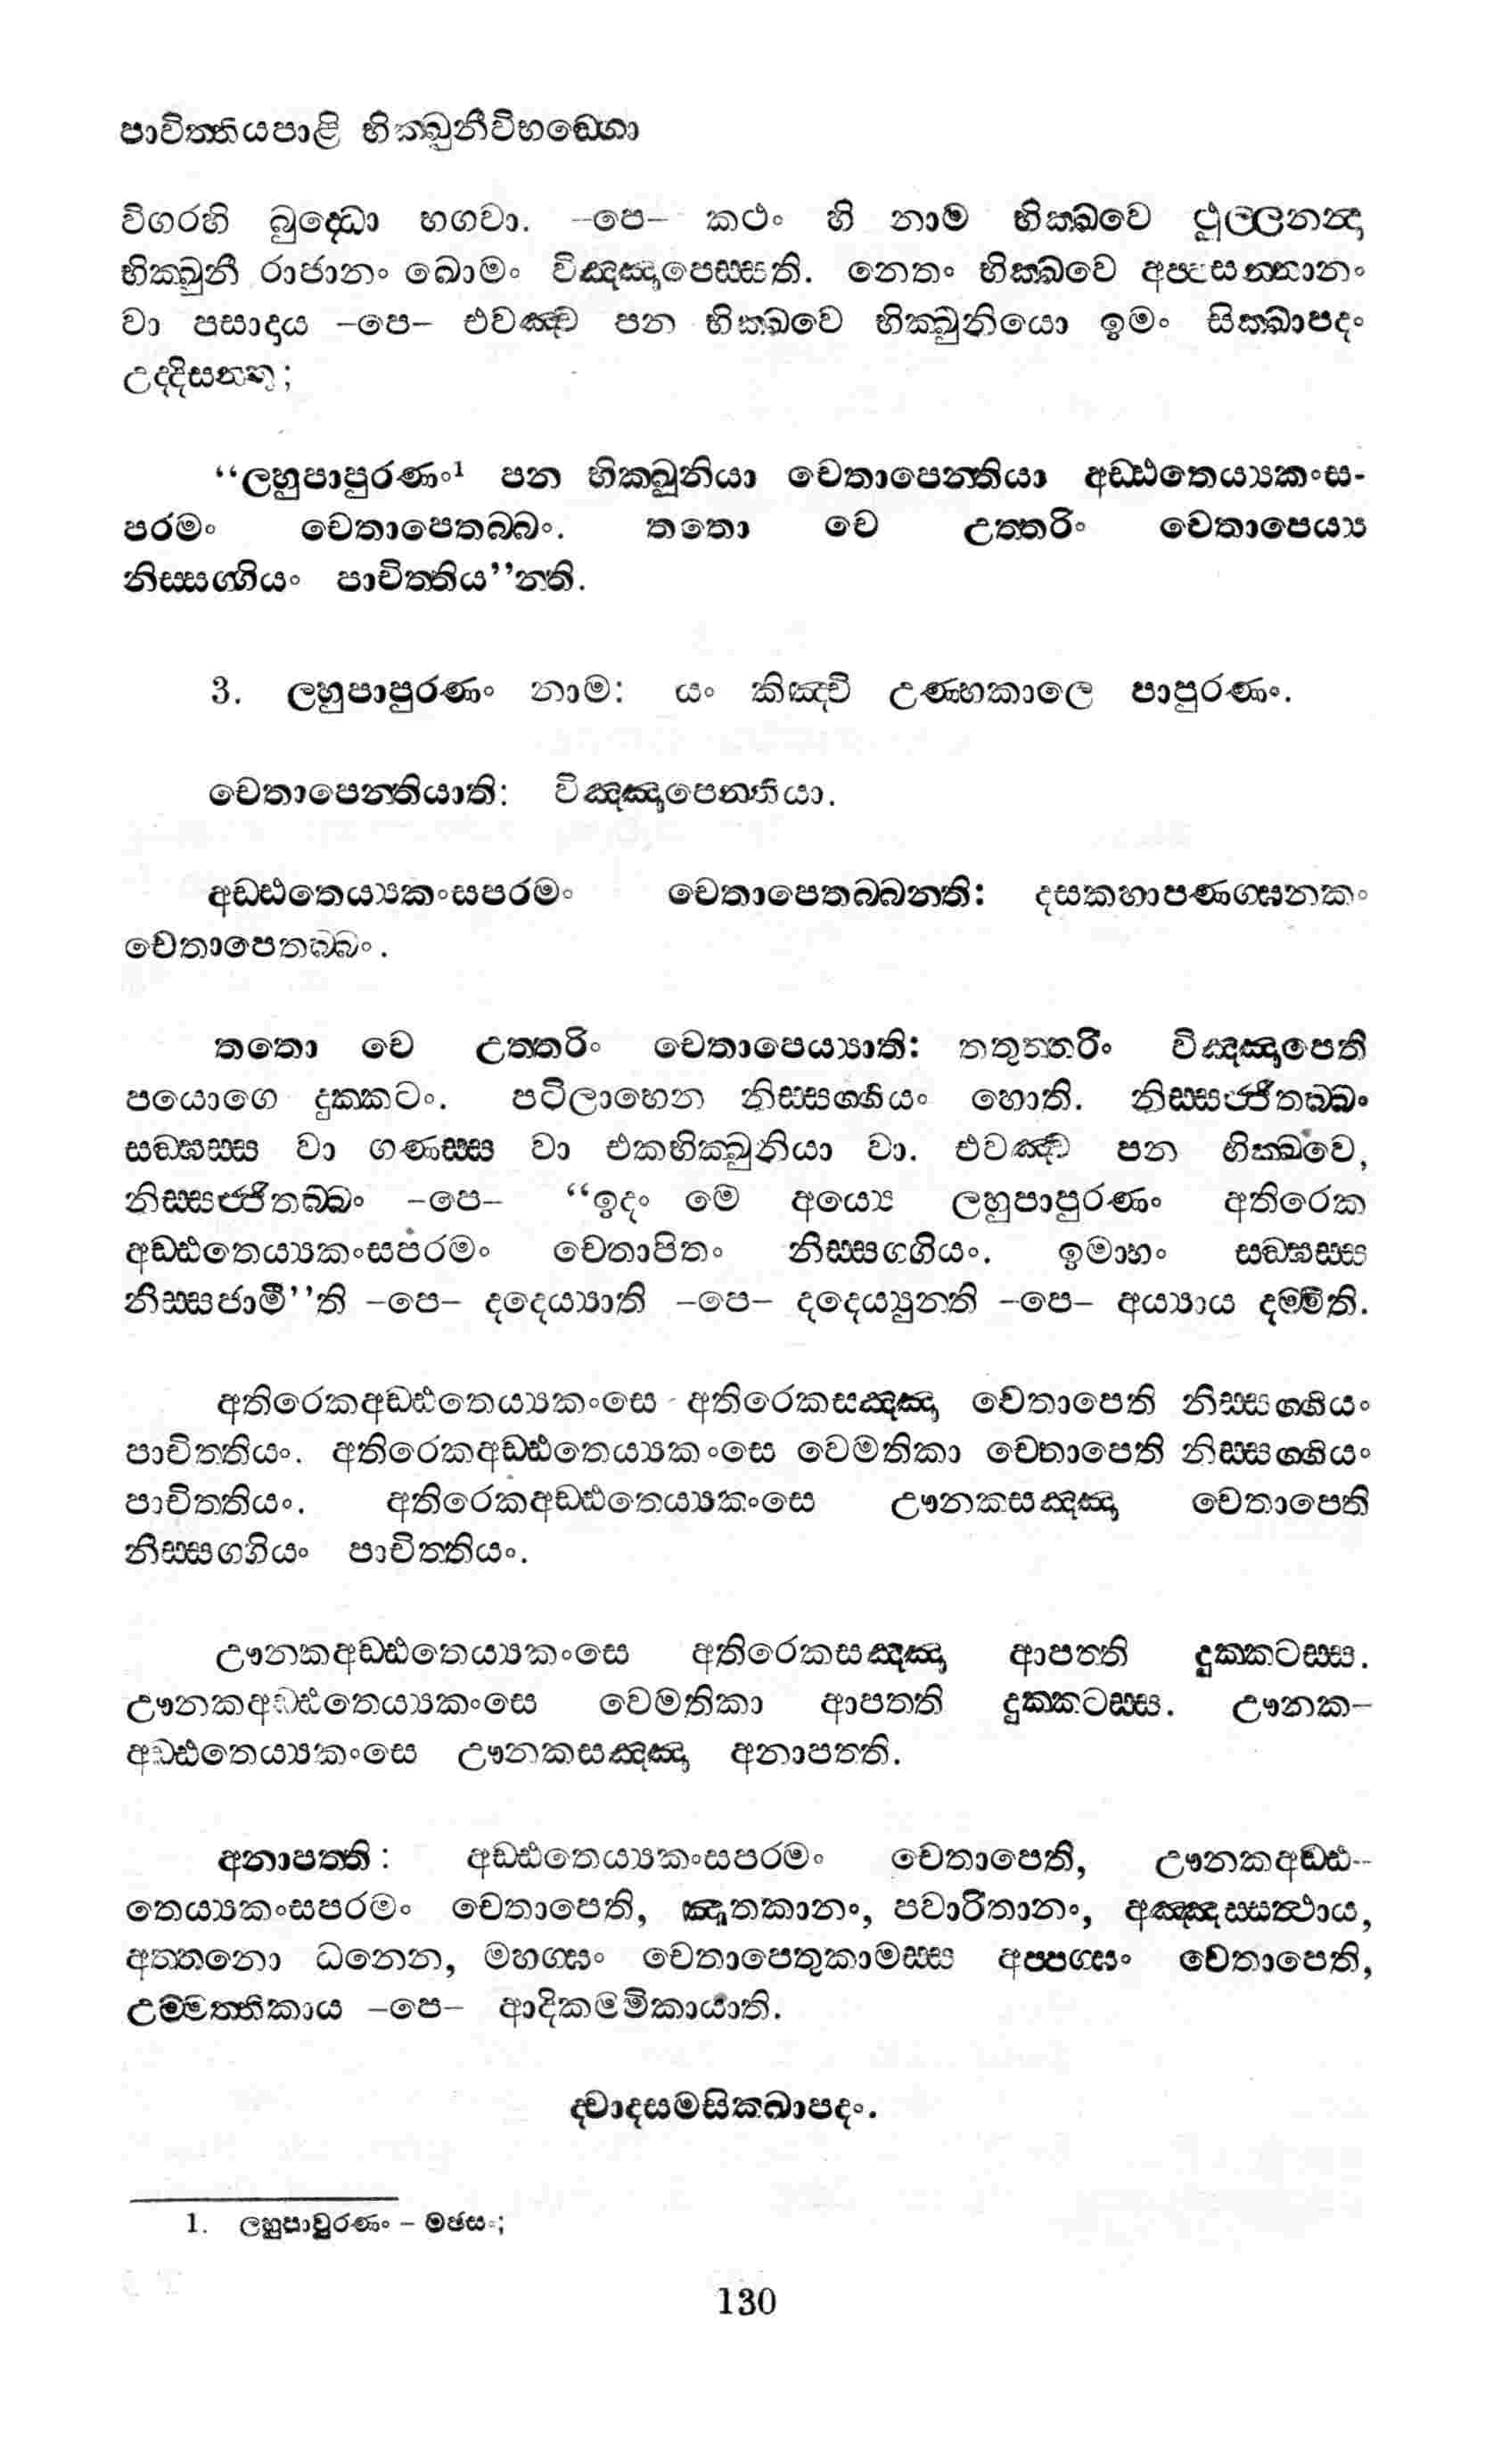 පාචිත්තියපාළි භික්ඛුනීවිභඞ්ගො
විගරහි බුද්ධො භගවා. –පෙ– කථං හි නාම භික්ඛවෙ ථුල්ලනන්දා
භික්ඛුනී රාජානං ඛොමං විඤ්ඤාපෙස්සති. නෙතං භික්ඛවෙ අප්පසන්නානං
වා පසාදාය –පෙ– එවඤ්ච පන භික්ඛවෙ භික්ඛුනියො ඉමං සික්ඛාපදං
උද්දිසන්තු;
“ලහුපාපුරණං¹ පන භික්ඛුනියා චෙතාපෙන්තියා අඩ්ඪතෙය්‍යකංස-
පරමං චෙතාපෙතබ්බං. තතො චෙ උත්තරිං චෙතාපෙය්‍ය
නිස්සග්ගියං පාචිත්තිය”න්ති.
3. ලහුපාපුරණං නාම: යං කිඤ්චි උණ්හකාලෙ පාපුරණං.
චෙතාපෙන්තියාති: විඤ්ඤාපෙන්තියා.
අඩ්ඪතෙය්‍යකංසපරමං චෙතාපෙතබ්බන්ති: දසකහාපණග්ඝනකං
චෙතාපෙතබ්බං.
තතො චෙ උත්තරිං චෙතාපෙය්‍යාති: තතුත්තරිං විඤ්ඤාපෙති
පයොගෙ දුක්කටං. පටිලාභෙන නිස්සග්ගියං හොති. නිස්සජ්ජිතබ්බං
සඞ්ඝස්ස වා ගණස්ස වා එකභික්ඛුනියා වා. එවඤ්ච පන භික්ඛවෙ,
නිස්සජ්ජිතබ්බං –පෙ– “ඉදං මෙ අය්‍යෙ ලහුපාපුරණං අතිරෙක
අඩ්ඪතෙය්‍යකංසපරමං චෙතාපිතං නිස්සග්ගියං. ඉමාහං සඞ්ඝස්ස
නිස්සජාමී”ති –පෙ– දදෙය්‍යාති –පෙ– දදෙය්‍යුන්ති –පෙ– අය්‍යාය දම්මීති.
අතිරෙකඅඩ්ඪතෙය්‍යකංසෙ අතිරෙකසඤ්ඤා චෙතාපෙති නිස්සග්ගියං
පාචිත්තියං. අතිරෙකඅඩ්ඪතෙය්‍යකංසෙ වෙමතිකා චෙතාපෙති නිස්සග්ගියං
පාචිත්තියං. අතිරෙකඅඩ්ඪතෙය්‍යකංසෙ ඌනකසඤ්ඤා චෙතාපෙති
නිස්සග්ගියං පාචිත්තියං.
ඌනකඅඩ්ඪතෙය්‍යකංසෙ අතිරෙකසඤ්ඤා ආපත්ති දුක්කටස්ස.
ඌනකඅඩ්ඪතෙය්‍යකංසෙ වෙමතිකා ආපත්ති දුක්කටස්ස. ඌනක–
අඩ්ඪතෙය්‍යකංසෙ ඌනකසඤ්ඤා අනාපත්ති.
අනාපත්ති: අඩ්ඪතෙය්‍යකංසපරමං චෙතාපෙති, ඌනකඅඩ්ඪ–
තෙය්‍යකංසපරමං චෙතාපෙති, ඤාතකානං, පවාරිතානං, අඤ්ඤස්සත්ථාය,
අත්තනො ධනෙන, මහග්ඝං චෙතාපෙතුකාමස්ස අප්පග්ඝං චෙතාපෙති,
උම්මත්තිකාය –පෙ– ආදිකම්මිකායාති.
ද්වාදසමසික්ඛාපදං.
1. ලහුපාවුරණං – මඡසං;
130